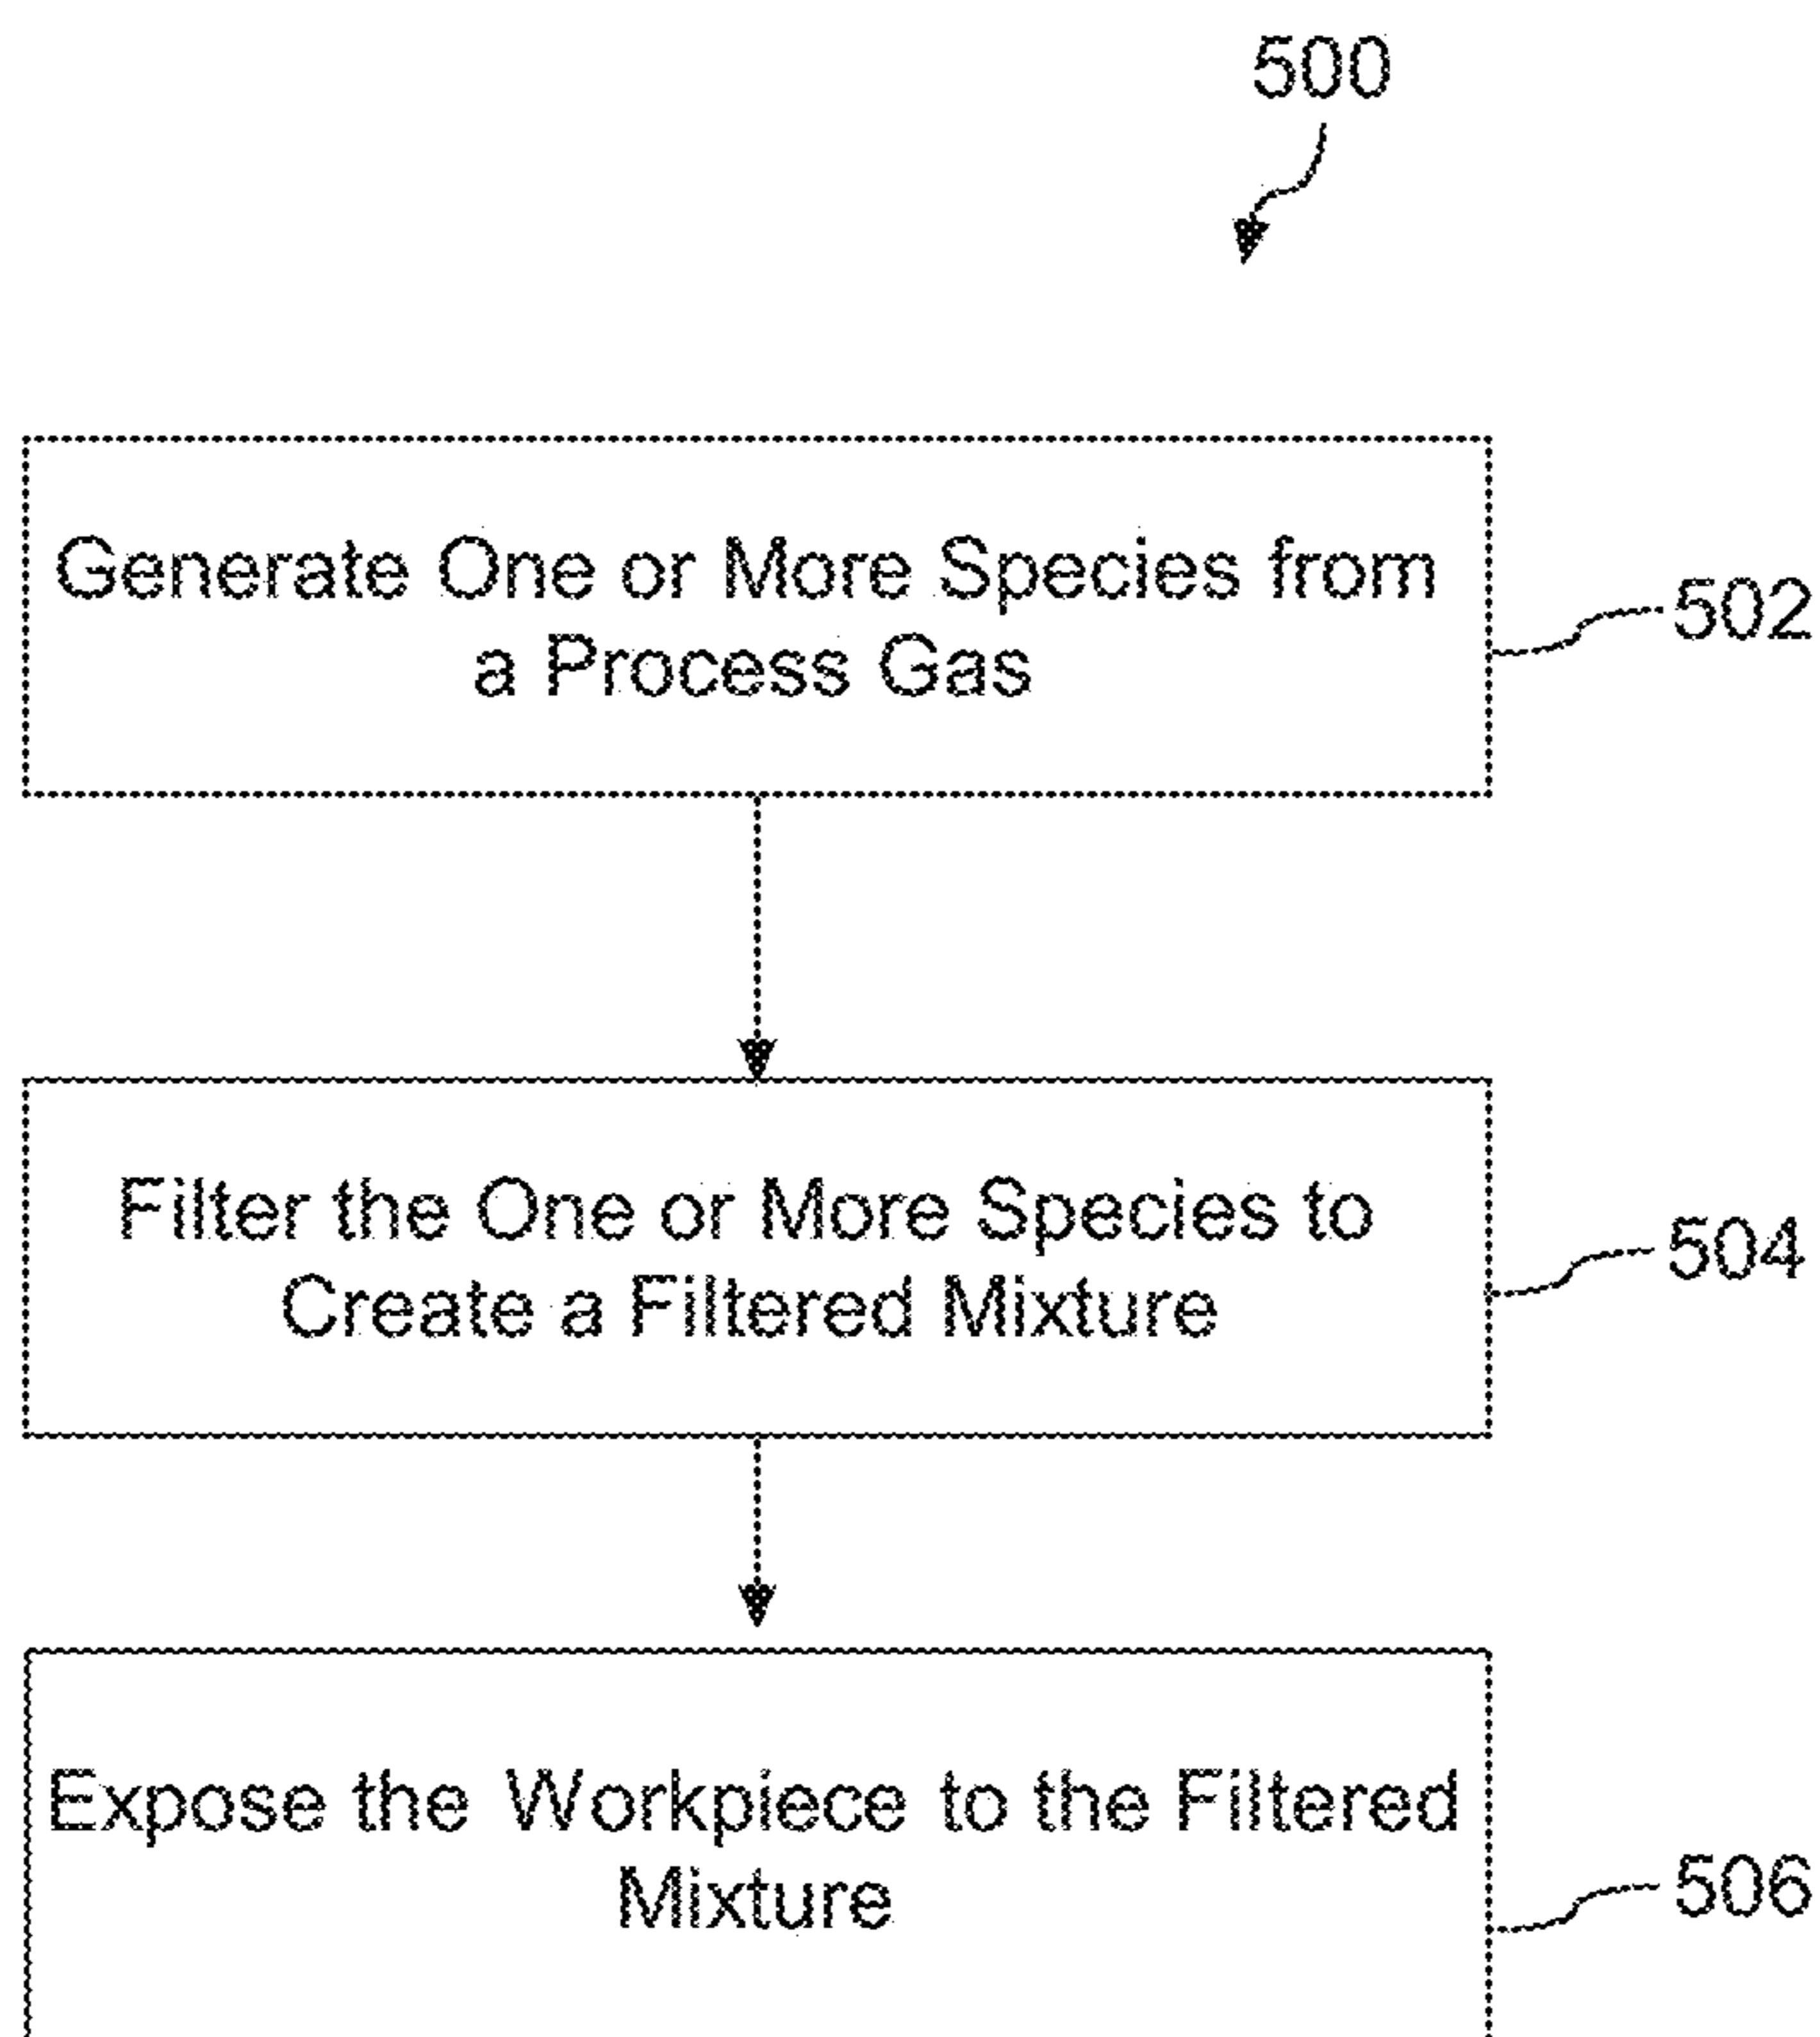 500
Generate One or More Species from
a Process Gas
502
Filter the One or More Species to
Create a Filtered Mixture
504
Expose the Workpiece to the Filtered
Mixture
506